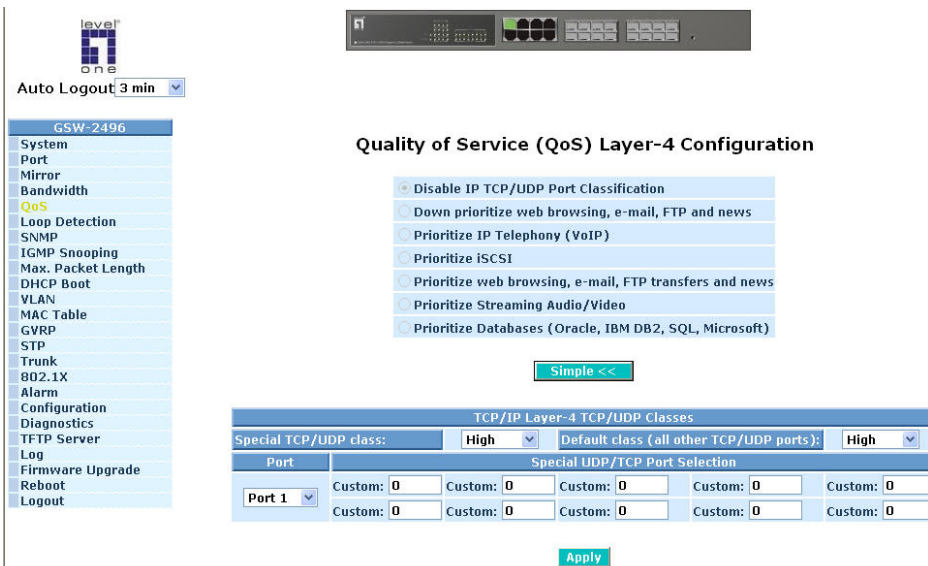 level
one
Auto Logout 3 min
GSW-2496
System
Port
Mirror
Bandwidth
QoS
Loop Detection
SNMP
IGMP Snooping
Max. Packet Length
DHCP Boot
VLAN
MAC Table
GVRP
STP
Trunk
802.1X
Alarm
Configuration
Diagnostics
TFTP Server
Log
Firmware Upgrade
Reboot
Logout
Quality of Service (QoS) Layer-4 Configuration
Disable IP TCP/UDP Port Classification
Down prioritize web browsing, e-mail, FTP and news
Prioritize IP Telephony (VoIP)
Prioritize iSCSI
Prioritize web browsing, e-mail, FTP transfers and news
Prioritize Streaming Audio/Video
Prioritize Databases (Oracle, IBM DB2, SQL, Microsoft)
Simple <<
TCP/IP Layer-4 TCP/UDP Classes
Special TCP/UDP class: High Default class (all other TCP/UDP ports): High
Port Special UDP/TCP Port Selection
Port 1
Custom: 0 Custom: 0 Custom: 0 Custom: 0 Custom: 0
Custom: 0 Custom: 0 Custom: 0 Custom: 0 Custom: 0
Apply